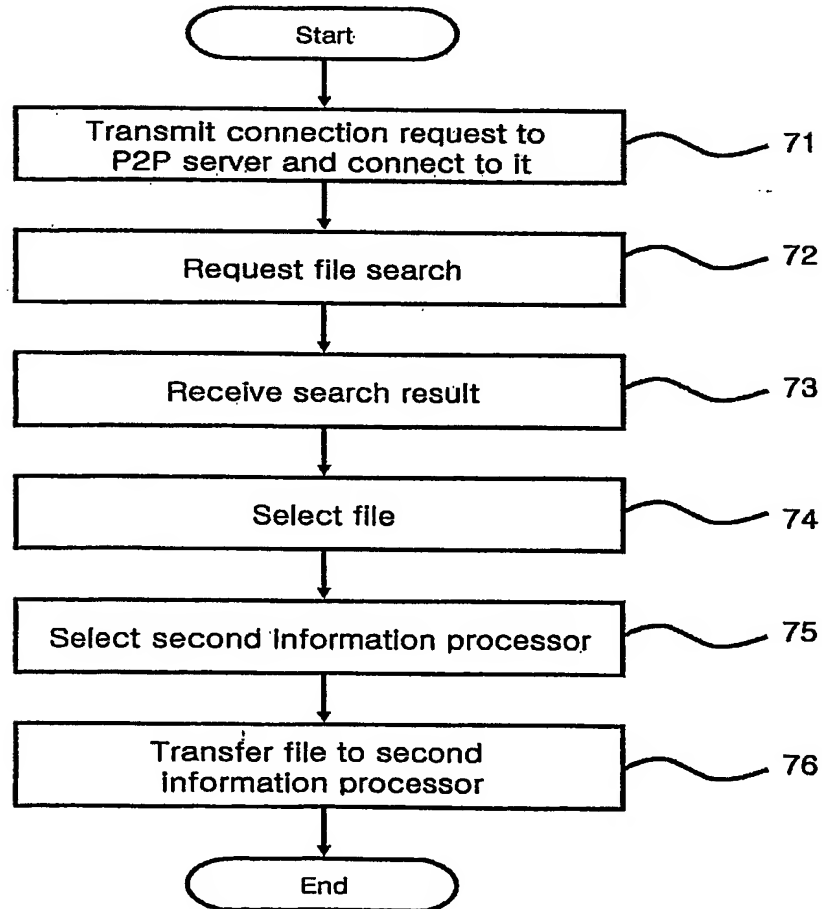 Start
Transmit connection request to
P2P server and connect to it
71
Request file search
72
Receive search result
73
Select file
74
Select second information processor
75
Transfer file to second
information processor
76
End